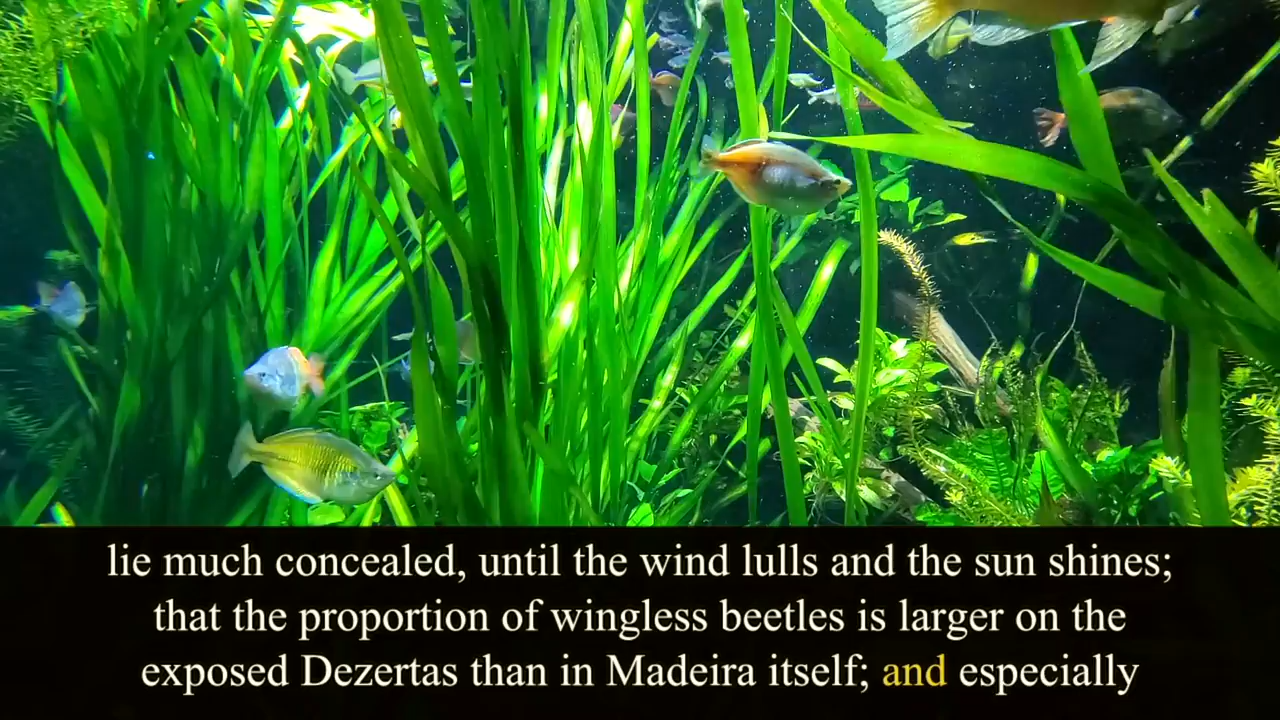 lie much concealed, until the wind lulls and the sun shines;
that the proportion of wingless beetles is larger on the
exposed Dezertas than in Madeira itself; and especially